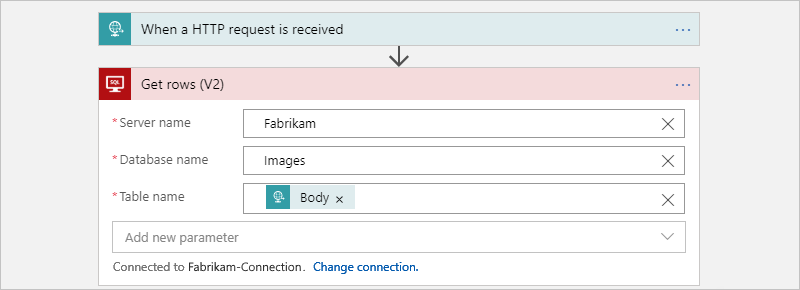 When a HTTP request is received ...
SQL
Get rows (V2) ...
* Server name Fabrikam
* Database name Images
* Table name Body ×
Add new parameter
Connected to Fabrikam-Connection. Change connection.